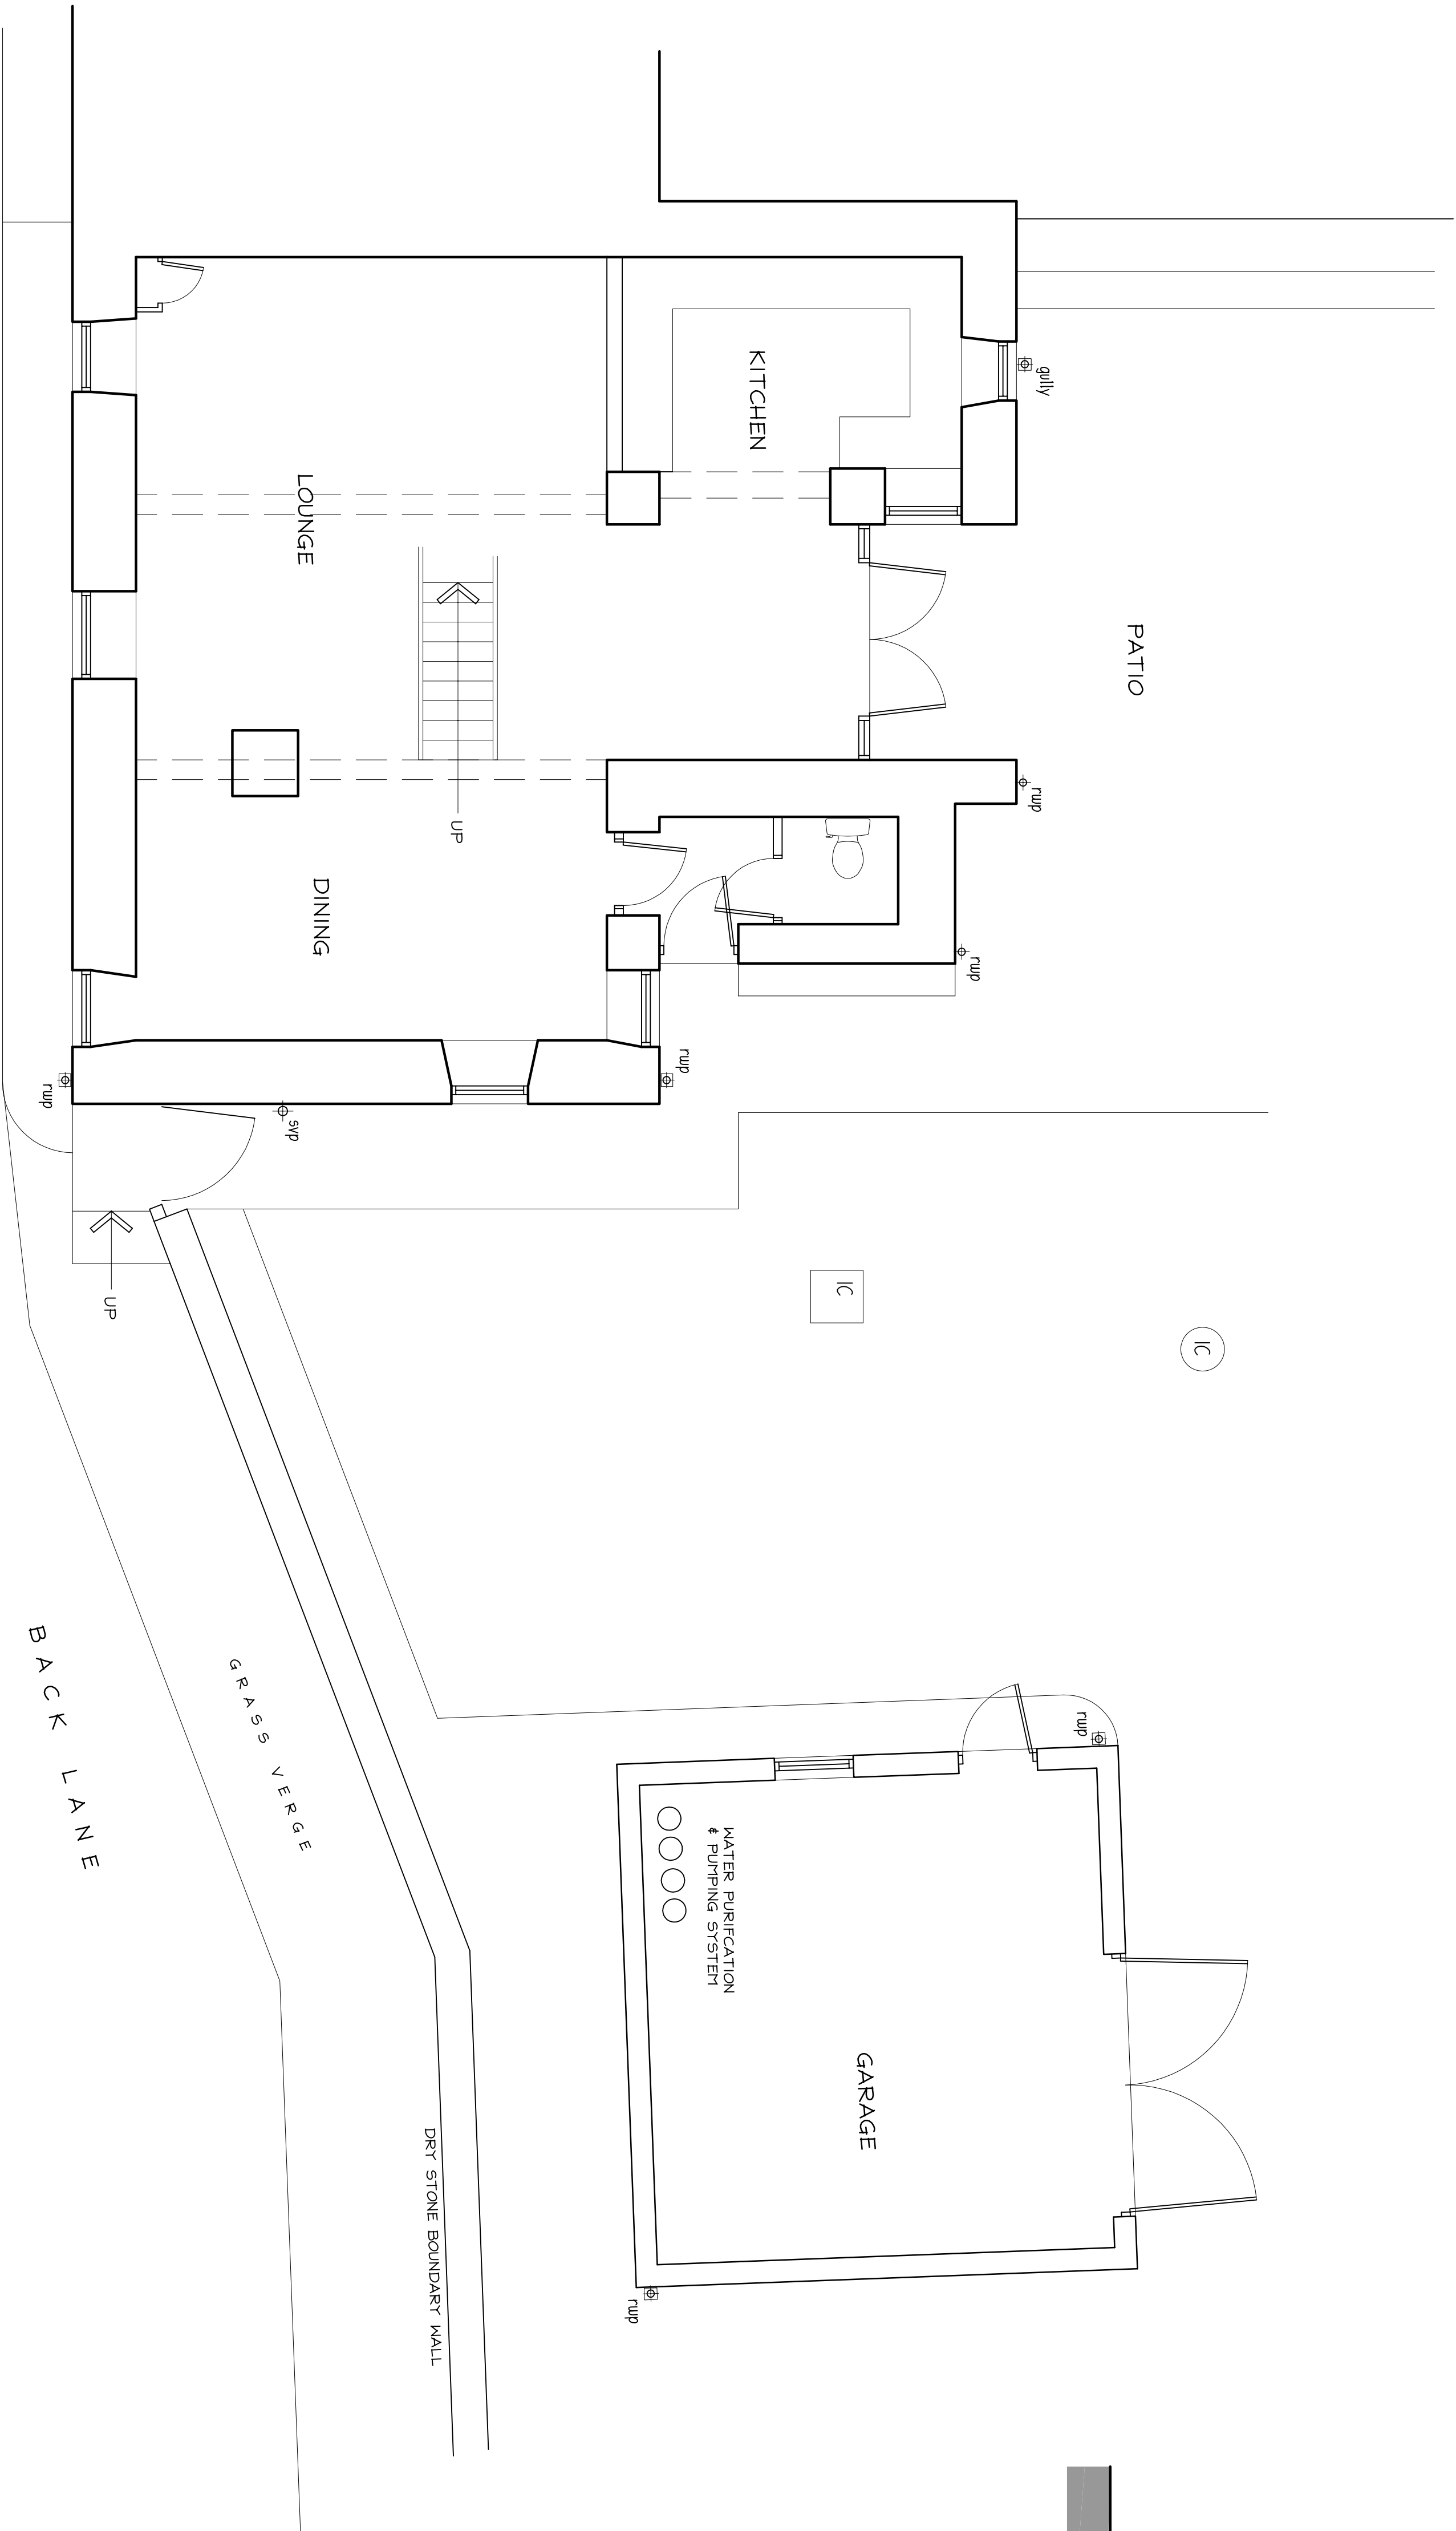 gully
KITCHEN
LOUNGE
PATIO
rwp
UP
DINING
rwp
rwp
rwp
svp
UP
IC
IC
BACK LANE
GRASS VERGE
rwp
WATER PURIFCATION
& PUMPING SYSTEM
GARAGE
DRY STONE BOUNDARY WALL
rwp